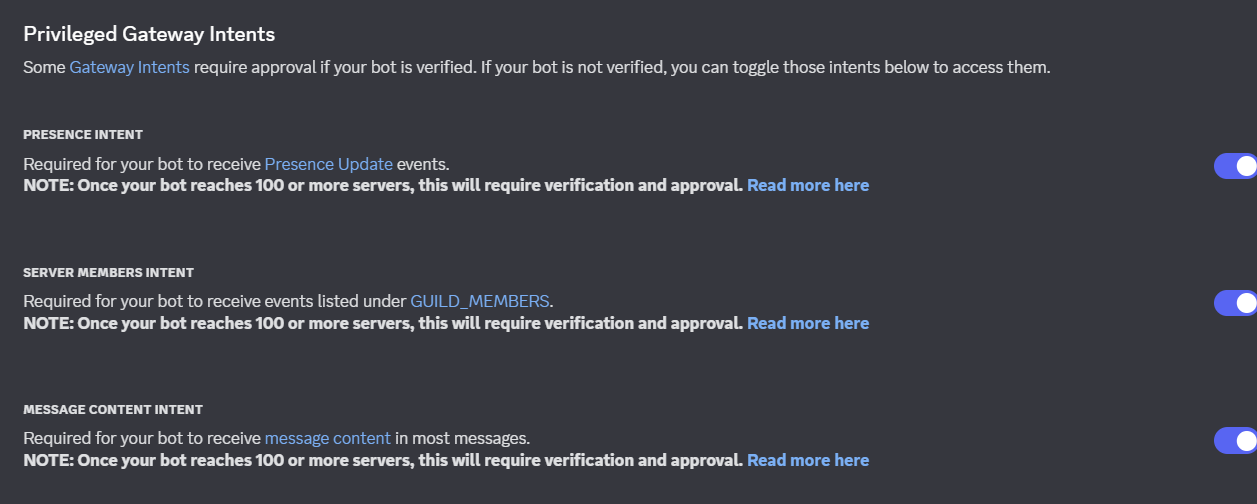 Privileged Gateway Intents
Some Gateway Intents require approval if your bot is verified. If your bot is not verified, you can toggle those intents below to access them.
PRESENCE INTENT
Required for your bot to receive Presence Update events.
NOTE: Once your bot reaches 100 or more servers, this will require verification and approval. Read more here
SERVER MEMBERS INTENT
Required for your bot to receive events listed under GUILD_MEMBERS.
NOTE: Once your bot reaches 100 or more servers, this will require verification and approval. Read more here
MESSAGE CONTENT INTENT
Required for your bot to receive message content in most messages.
NOTE: Once your bot reaches 100 or more servers, this will require verification and approval. Read more here